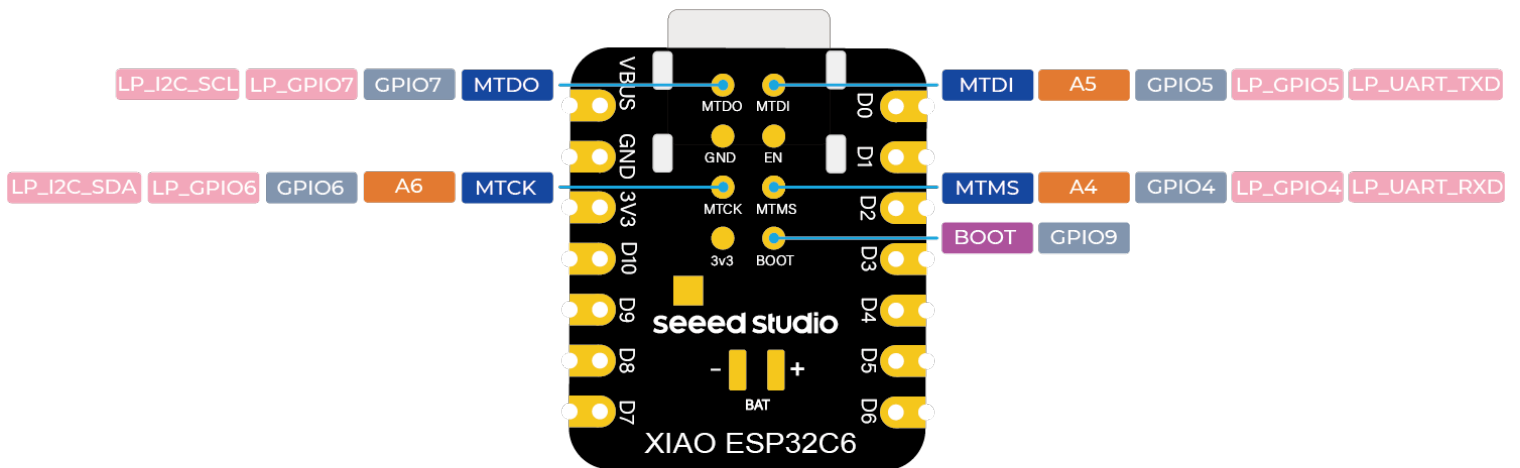 LP_I2C_SCL LP_GPIO7 GPIO7 MTDO
MTDI A5 GPIO5 LP_GPIO5 LP_UART_TXD
LP_I2C_SDA LP_GPIO6 GPIO6 A6 MTCK
MTMS A4 GPIO4 LP_GPIO4 LP_UART_RXD
BOOT GPIO9
VBUS
GND
3V3
D10
D9
D8
D7
MTDO MTDI
GND EN
MTCK MTMS
3v3 BOOT
D0
D1
D2
D3
D4
D5
D6
seeed studio
- +
BAT
XIAO ESP32C6